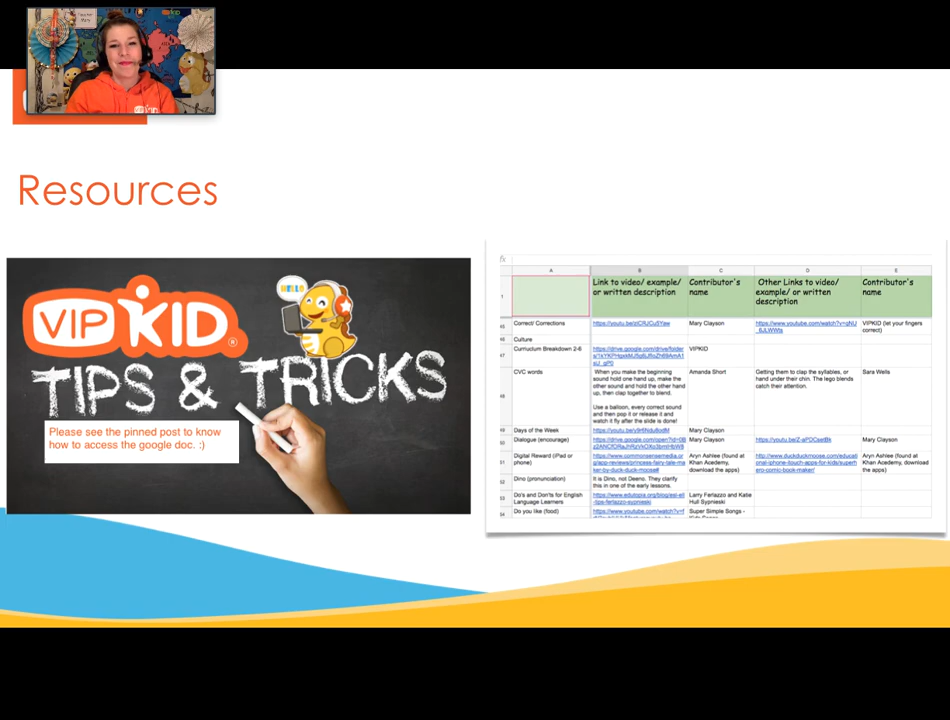 Resources
VIPKID
HELLO
TIPS & TRICKS
Please see the pinned post to know
how to access the google doc. :)
A B C D E
Link to video/ example/ Contributor's Other Links to video/ Contributor's
or written description name example/ or written name
description
Correct/ Corrections Mary Clayson VIPKID (let your fingers
correct)
Culture
Curriculum Breakdown 2-6 VIPKID
CVC words When you make the beginning Amanda Short Getting them to clap the syllables, or Sara Wells
sound hold one hand up, make the hand under their chin. The lego blends
other sound and hold the other hand catch their attention.
up, then clap together to blend.
Use a balloon, every correct sound
and then pop it or release it and
watch it fly after the slide is done!
Days of the Week Mary Clayson
Dialogue (encourage) Mary Clayson Mary Clayson
Digital Reward (iPad or Aryn Ashlee (found at Aryn Ashlee (found at
phone) Khan Acedemy, Khan Acedemy, download
download the apps) the apps)
Dino (pronunciation) It is Dino, not Deeno. They clarify
this in one of the early lessons.
Do's and Don'ts for English Larry Ferlazzo and Katie
Language Learners Hull Sypnieski
Do you like (food) Super Simple Songs -